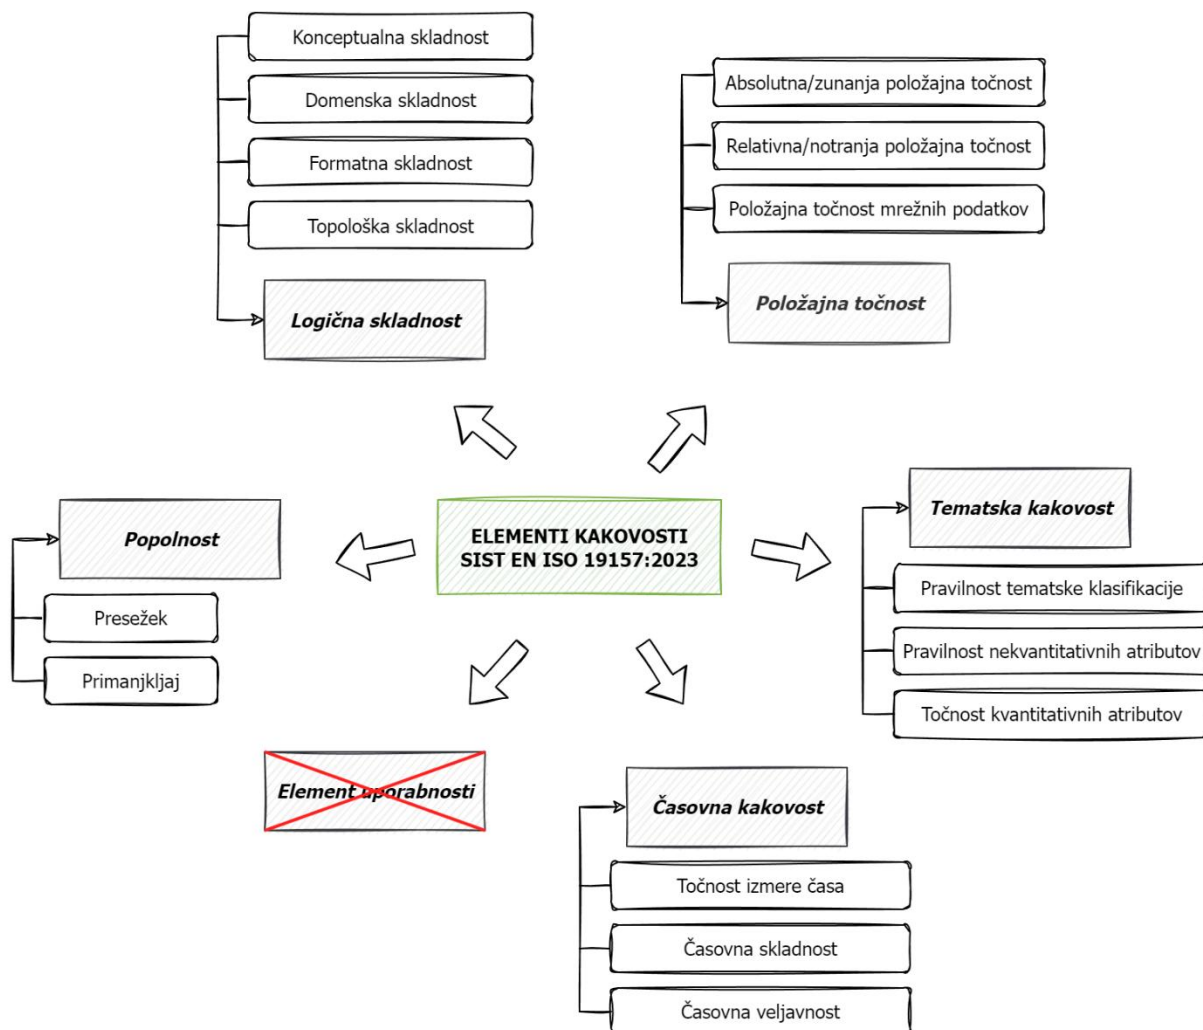 Konceptualna skladnost
Domenska skladnost
Formatna skladnost
Topološka skladnost
Logična skladnost
Absolutna/zunanja položajna točnost
Relativna/notranja položajna točnost
Položajna točnost mrežnih podatkov
Položajna točnost
ELEMENTI KAKOVOSTI
SIST EN ISO 19157:2023
Popolnost
Presežek
Primanjkljaj
Tematska kakovost
Pravilnost tematske klasifikacije
Pravilnost nekvantitativnih atributov
Točnost kvantitativnih atributov
Element uporabnosti
Časovna kakovost
Točnost izmere časa
Časovna skladnost
Časovna veljavnost